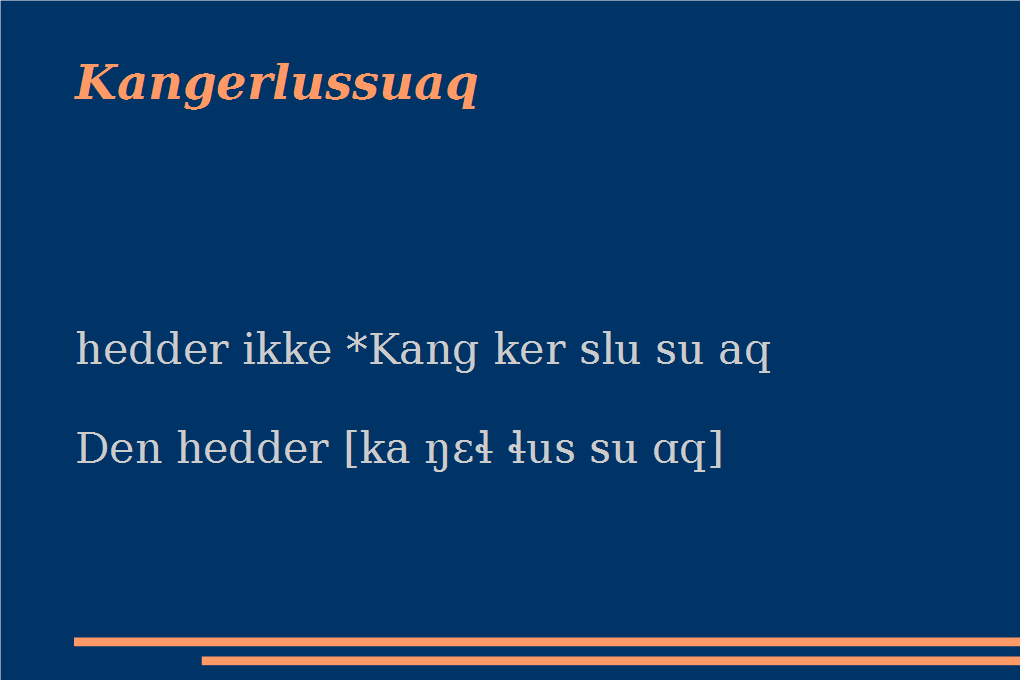 Kangerlussuaq
hedder ikke *Kang ker slu su aq
Den hedder [ka ŋɛɬ ɬus su ɑq]